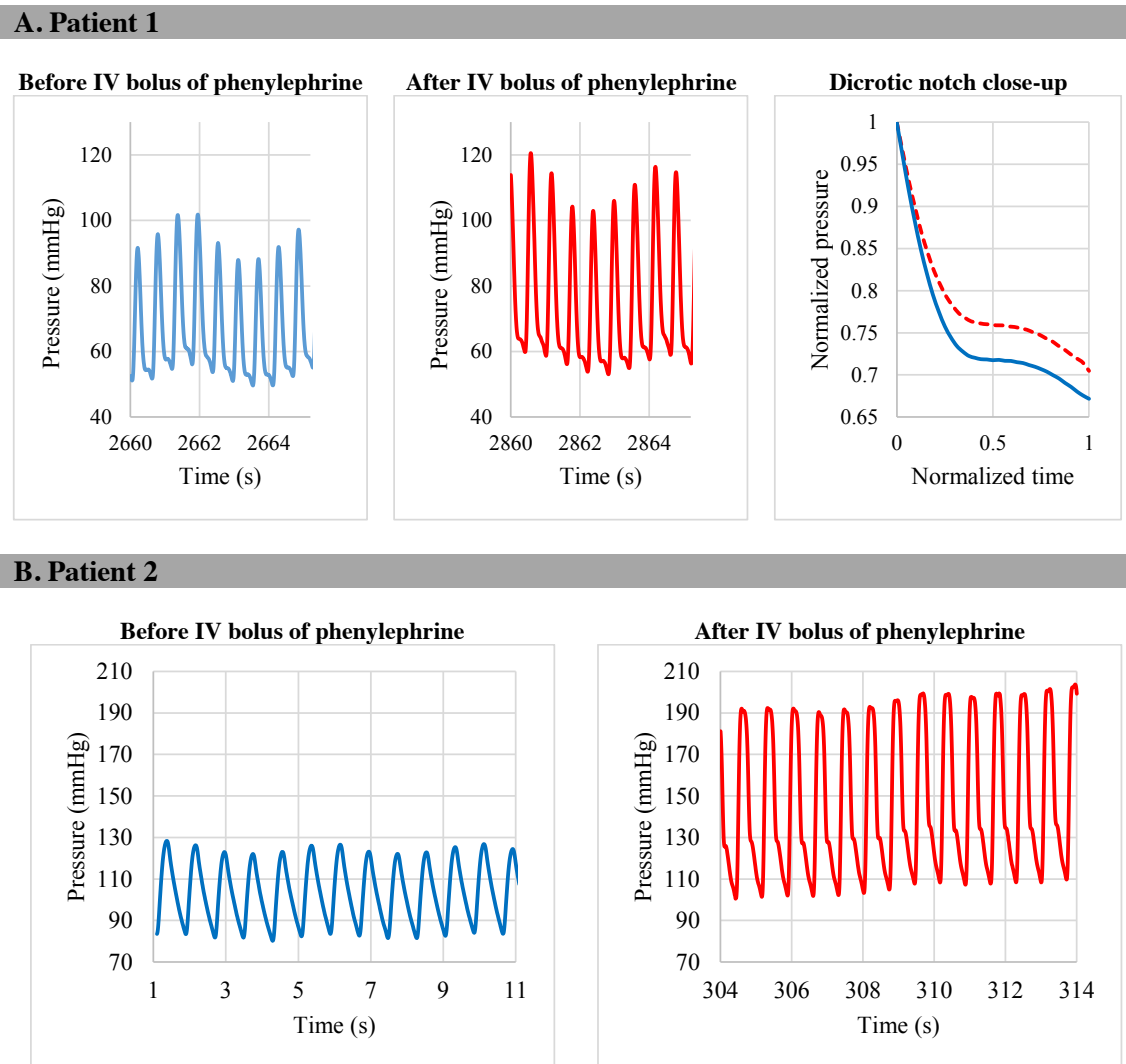 A. Patient 1
Before IV bolus of phenylephrine
120
100
80
60
40
2660 2662 2664
Pressure (mmHg)
Time (s)
After IV bolus of phenylephrine
120
100
80
60
40
2860 2862 2864
Pressure (mmHg)
Time (s)
Dicrotic notch close-up
1
0.95
0.9
0.85
0.8
0.75
0.7
0.65
0 0.5 1
Normalized pressure
Normalized time
B. Patient 2
Before IV bolus of phenylephrine
210
190
170
150
130
110
90
70
1 3 5 7 9 11
Pressure (mmHg)
Time (s)
After IV bolus of phenylephrine
210
190
170
150
130
110
90
70
304 306 308 310 312 314
Pressure (mmHg)
Time (s)